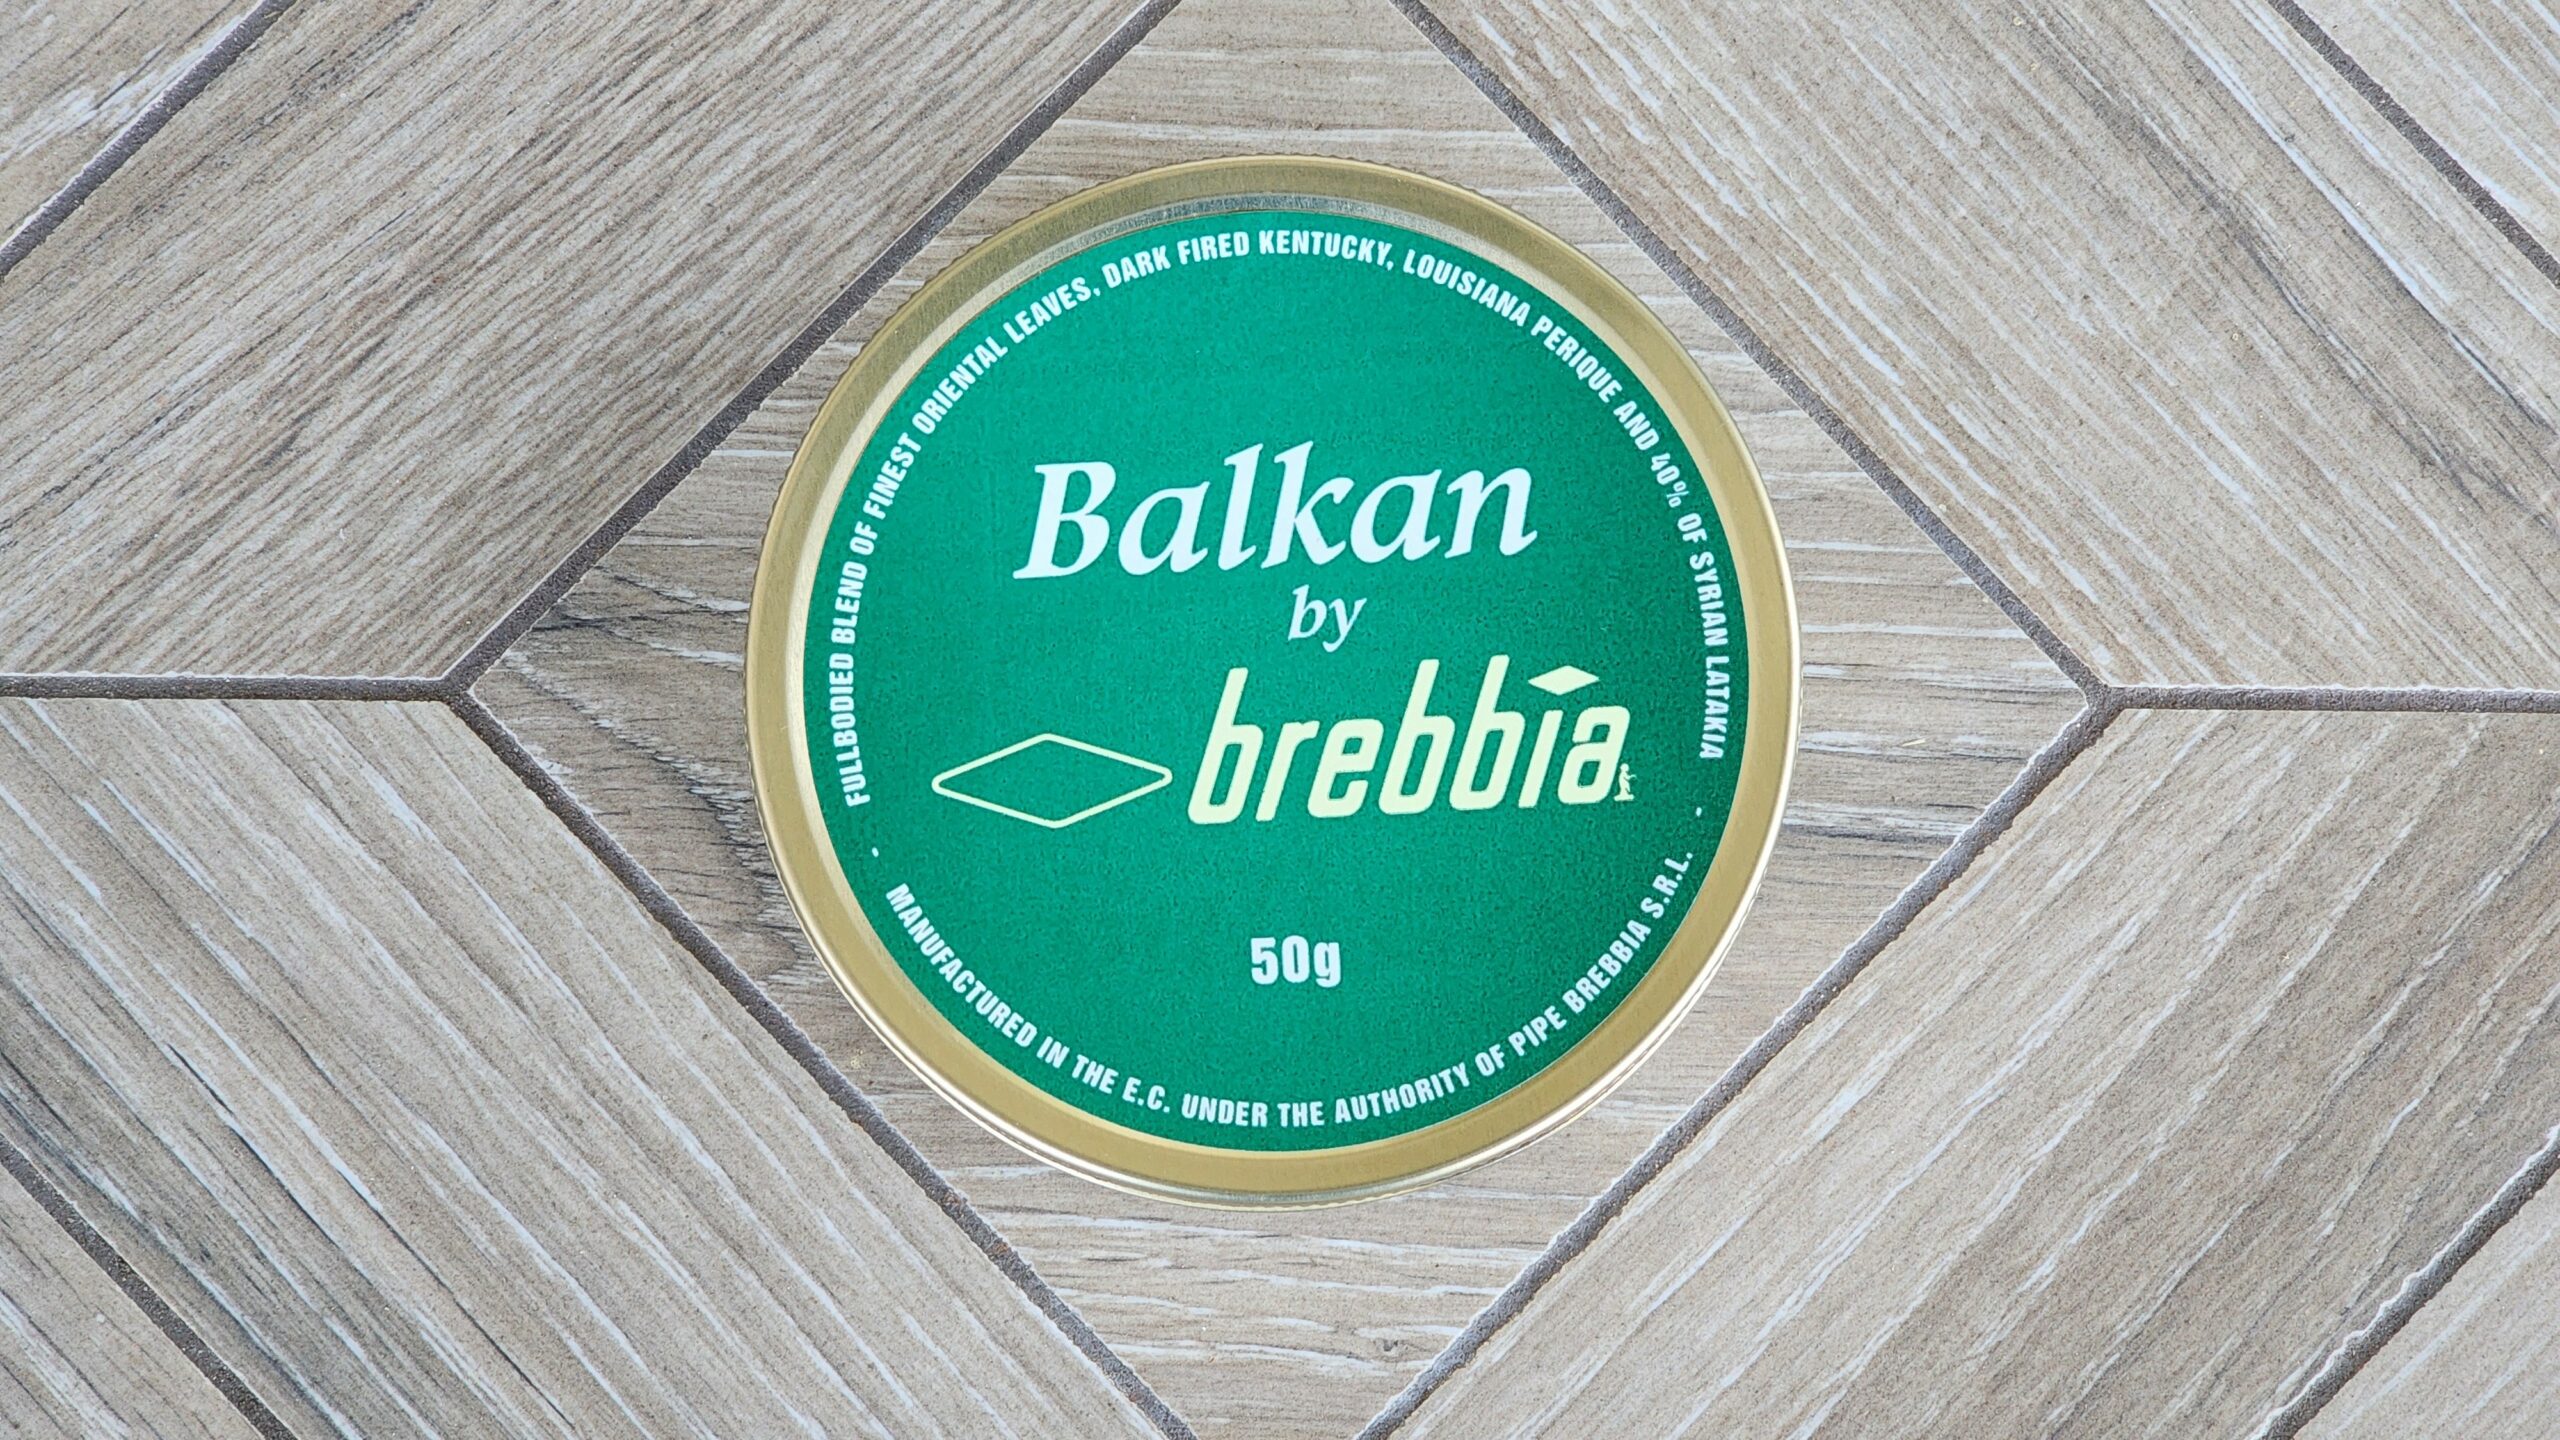 FULLBODIED BLEND OF FINEST ORIENTAL LEAVES, DARK FIRED KENTUCKY, LOUISIANA PERIQUE AND 40% OF SYRIAN LATAKIA
Balkan
by
brebbia
50g
- MANUFACTURED IN THE E.C. UNDER THE AUTHORITY OF PIPE BREBBIA S.R.L. -